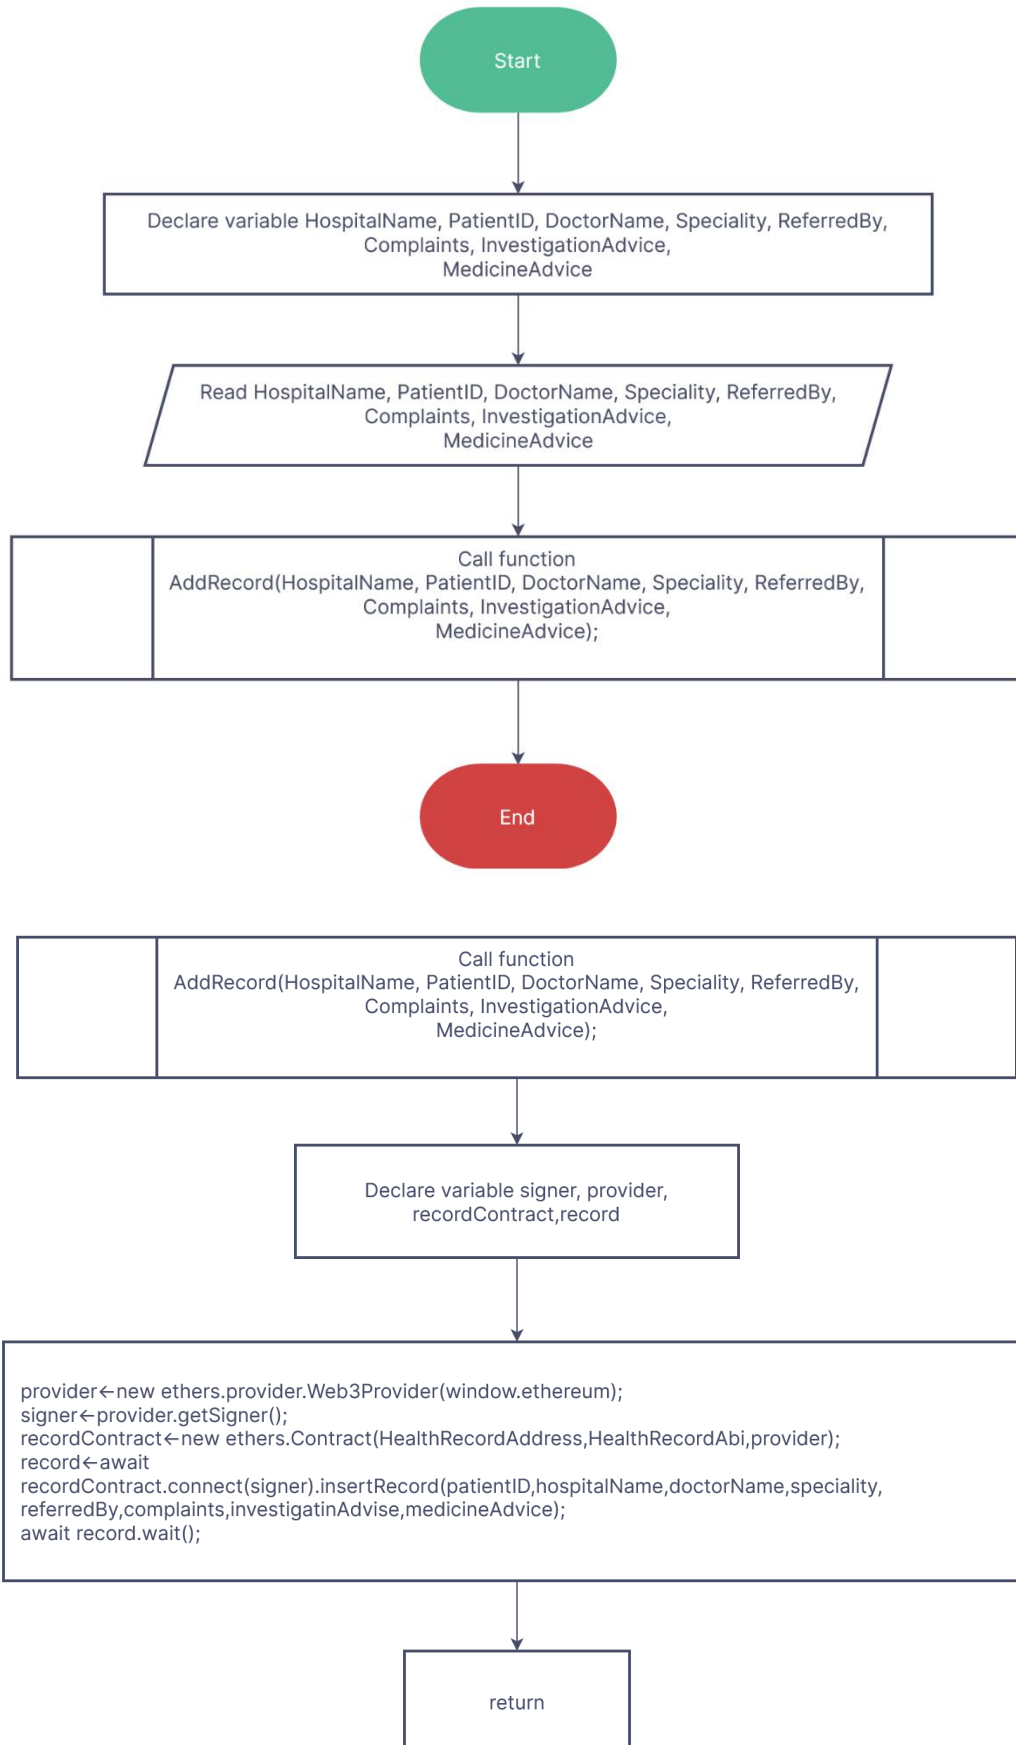 Start
Declare variable HospitalName, PatientID, DoctorName, Speciality, ReferredBy,
Complaints, InvestigationAdvice,
MedicineAdvice
Read HospitalName, PatientID, DoctorName, Speciality, ReferredBy,
Complaints, InvestigationAdvice,
MedicineAdvice
Call function
AddRecord(HospitalName, PatientID, DoctorName, Speciality, ReferredBy,
Complaints, InvestigationAdvice,
MedicineAdvice);
End
Call function
AddRecord(HospitalName, PatientID, DoctorName, Speciality, ReferredBy,
Complaints, InvestigationAdvice,
MedicineAdvice);
Declare variable signer, provider,
recordContract,record
provider←new ethers.provider.Web3Provider(window.ethereum);
signer←provider.getSigner();
recordContract←new ethers.Contract(HealthRecordAddress,HealthRecordAbi,provider);
record←await
recordContract.connect(signer).insertRecord(patientID,hospitalName,doctorName,speciality,
referredBy,complaints,investigatinAdvise,medicineAdvice);
await record.wait();
return